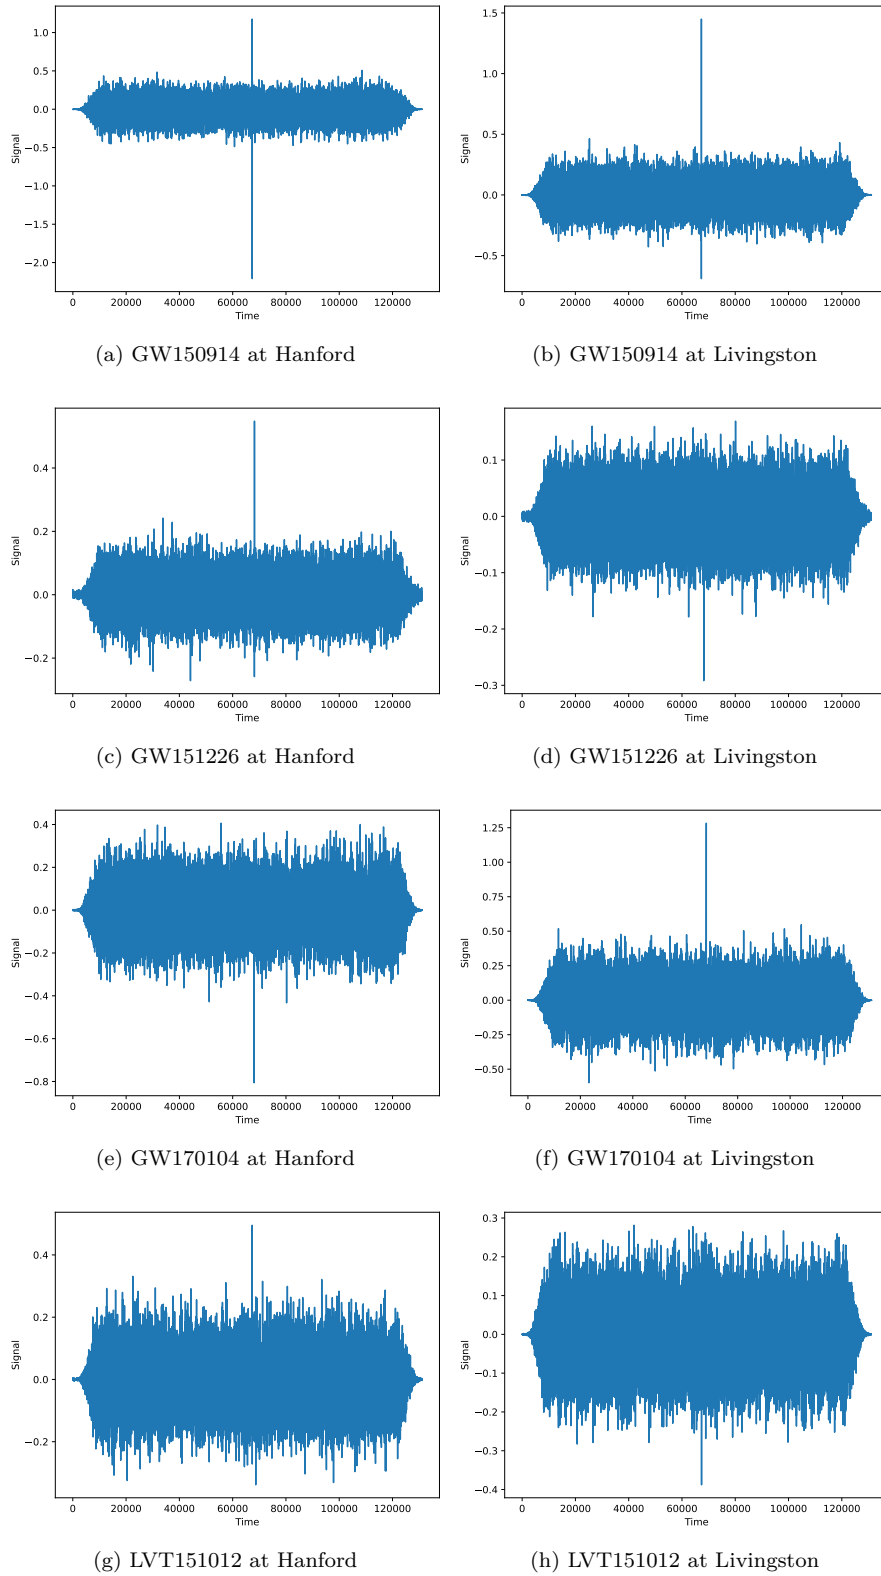 1.0
0.5
0.0
−0.5
−1.0
−1.5
−2.0
Signal
0 20000 40000 60000 80000 100000 120000
Time
(a) GW150914 at Hanford
1.5
1.0
0.5
0.0
−0.5
Signal
0 20000 40000 60000 80000 100000 120000
Time
(b) GW150914 at Livingston
0.4
0.2
0.0
−0.2
Signal
0 20000 40000 60000 80000 100000 120000
Time
(c) GW151226 at Hanford
0.1
0.0
−0.1
−0.2
−0.3
Signal
0 20000 40000 60000 80000 100000 120000
Time
(d) GW151226 at Livingston
0.4
0.2
0.0
−0.2
−0.4
−0.6
−0.8
Signal
0 20000 40000 60000 80000 100000 120000
Time
(e) GW170104 at Hanford
1.25
1.00
0.75
0.50
0.25
0.00
−0.25
−0.50
Signal
0 20000 40000 60000 80000 100000 120000
Time
(f) GW170104 at Livingston
0.4
0.2
0.0
−0.2
Signal
0 20000 40000 60000 80000 100000 120000
Time
(g) LVT151012 at Hanford
0.3
0.2
0.1
0.0
−0.1
−0.2
−0.3
−0.4
Signal
0 20000 40000 60000 80000 100000 120000
Time
(h) LVT151012 at Livingston